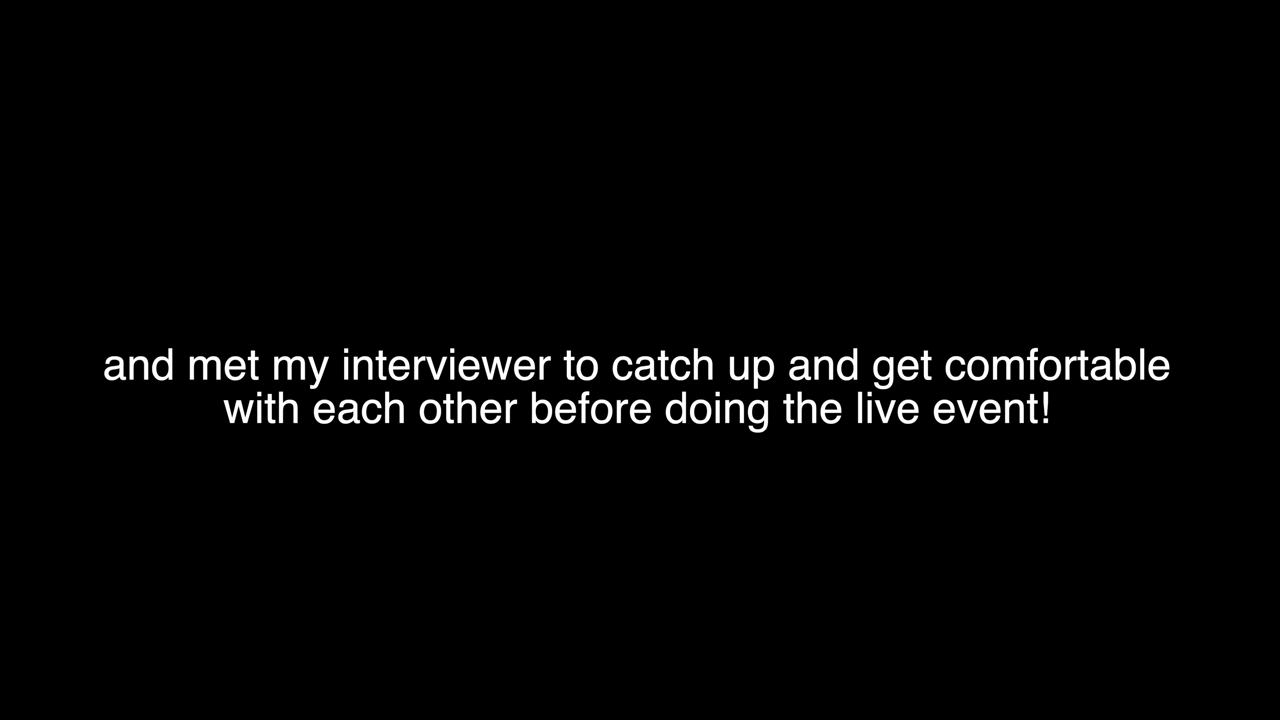 and met my interviewer to catch up and get comfortable
with each other before doing the live event!